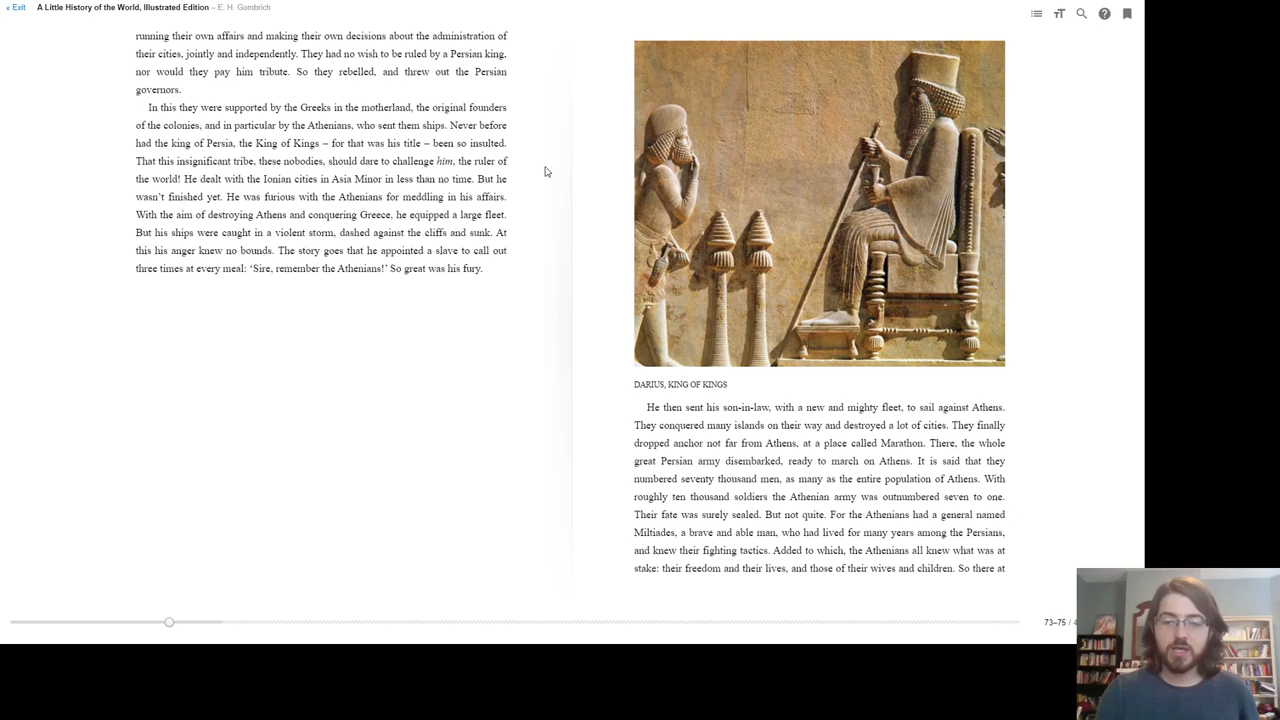 « Exit A Little History of the World, Illustrated Edition – E. H. Gombrich
running their own affairs and making their own decisions about the administration of
their cities, jointly and independently. They had no wish to be ruled by a Persian king,
nor would they pay him tribute. So they rebelled, and threw out the Persian
governors.
In this they were supported by the Greeks in the motherland, the original founders
of the colonies, and in particular by the Athenians, who sent them ships. Never before
had the king of Persia, the King of Kings – for that was his title – been so insulted.
That this insignificant tribe, these nobodies, should dare to challenge him, the ruler of
the world! He dealt with the Ionian cities in Asia Minor in less than no time. But he
wasn’t finished yet. He was furious with the Athenians for meddling in his affairs.
With the aim of destroying Athens and conquering Greece, he equipped a large fleet.
But his ships were caught in a violent storm, dashed against the cliffs and sunk. At
this his anger knew no bounds. The story goes that he appointed a slave to call out
three times at every meal: ‘Sire, remember the Athenians!’ So great was his fury.
DARIUS, KING OF KINGS
He then sent his son-in-law, with a new and mighty fleet, to sail against Athens.
They conquered many islands on their way and destroyed a lot of cities. They finally
dropped anchor not far from Athens, at a place called Marathon. There, the whole
great Persian army disembarked, ready to march on Athens. It is said that they
numbered seventy thousand men, as many as the entire population of Athens. With
roughly ten thousand soldiers the Athenian army was outnumbered seven to one.
Their fate was surely sealed. But not quite. For the Athenians had a general named
Miltiades, a brave and able man, who had lived for many years among the Persians,
and knew their fighting tactics. Added to which, the Athenians all knew what was at
stake: their freedom and their lives, and those of their wives and children. So there at
73–75 /